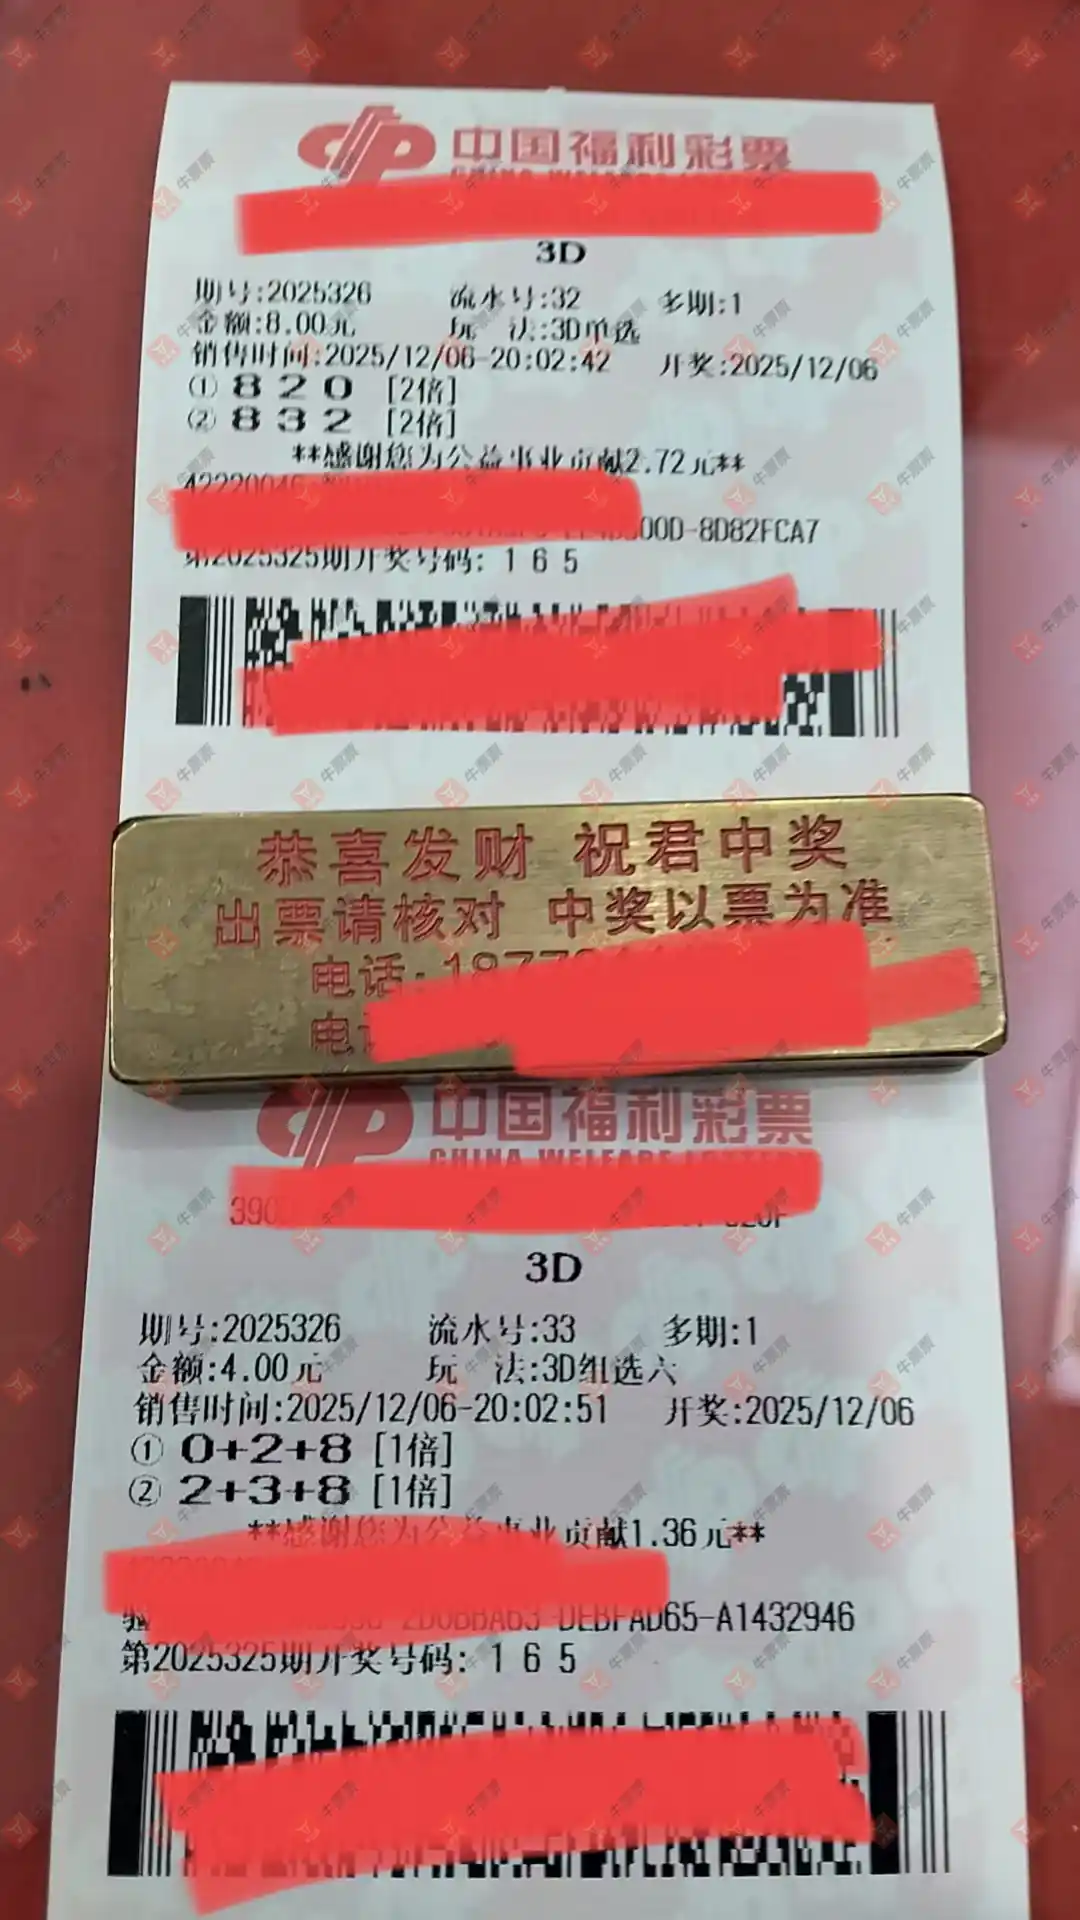 中国福利彩票
3D
期号:2025326 流水号:32 多期:1
金额:8.00元 玩 法:3D单选
销售时间:2025/12/06-20:02:42 开奖:2025/12/06
① 8 2 0 [2倍]
② 8 3 2 [2倍]
**感谢您为公益事业贡献2.72元**
00D-8D82FCA7
第2025325期开奖号码: 1 6 5
恭喜发财 祝君中奖
出票请核对 中奖以票为准
电话:
中国福利彩票
CHINA WELFARE LOTTERY
390
3D
期号:2025326 流水号:33 多期:1
金额:4.00元 玩 法:3D组选六
销售时间:2025/12/06-20:02:51 开奖:2025/12/06
① 0+2+8 [1倍]
② 2+3+8 [1倍]
**感谢您为公益事业贡献1.36元**
DEBFAD65-A1432946
第2025325期开奖号码: 1 6 5
牛票票